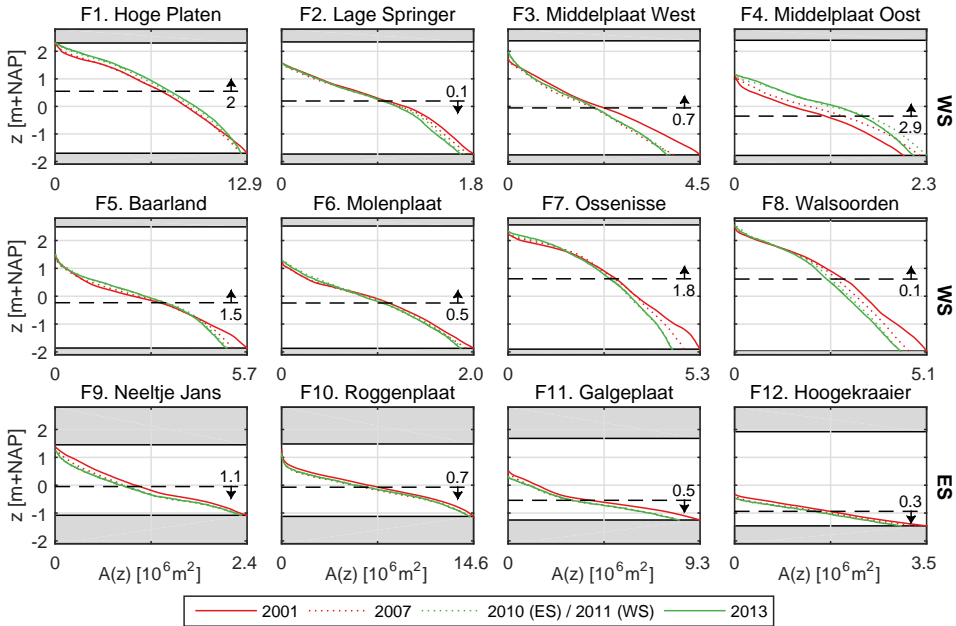 F1. Hoge Platen
F2. Lage Springer
F3. Middelplaat West
F4. Middelplaat Oost
z [m+NAP]
2
1
0
-1
-2
2
0.1
0.7
2.9
WS
0
12.9
0
1.8
0
4.5
0
2.3
F5. Baarland
F6. Molenplaat
F7. Ossenisse
F8. Walsoorden
z [m+NAP]
2
1
0
-1
-2
1.5
0.5
1.8
0.1
WS
0
5.7
0
2.0
0
5.3
0
5.1
F9. Neeltje Jans
F10. Roggenplaat
F11. Galgeplaat
F12. Hoogekraaier
z [m+NAP]
2
1
0
-1
-2
1.1
0.7
0.5
0.3
ES
0
2.4
0
14.6
0
9.3
0
3.5
A(z) [10⁶m²]
A(z) [10⁶m²]
A(z) [10⁶m²]
A(z) [10⁶m²]
2001
2007
2010 (ES) / 2011 (WS)
2013